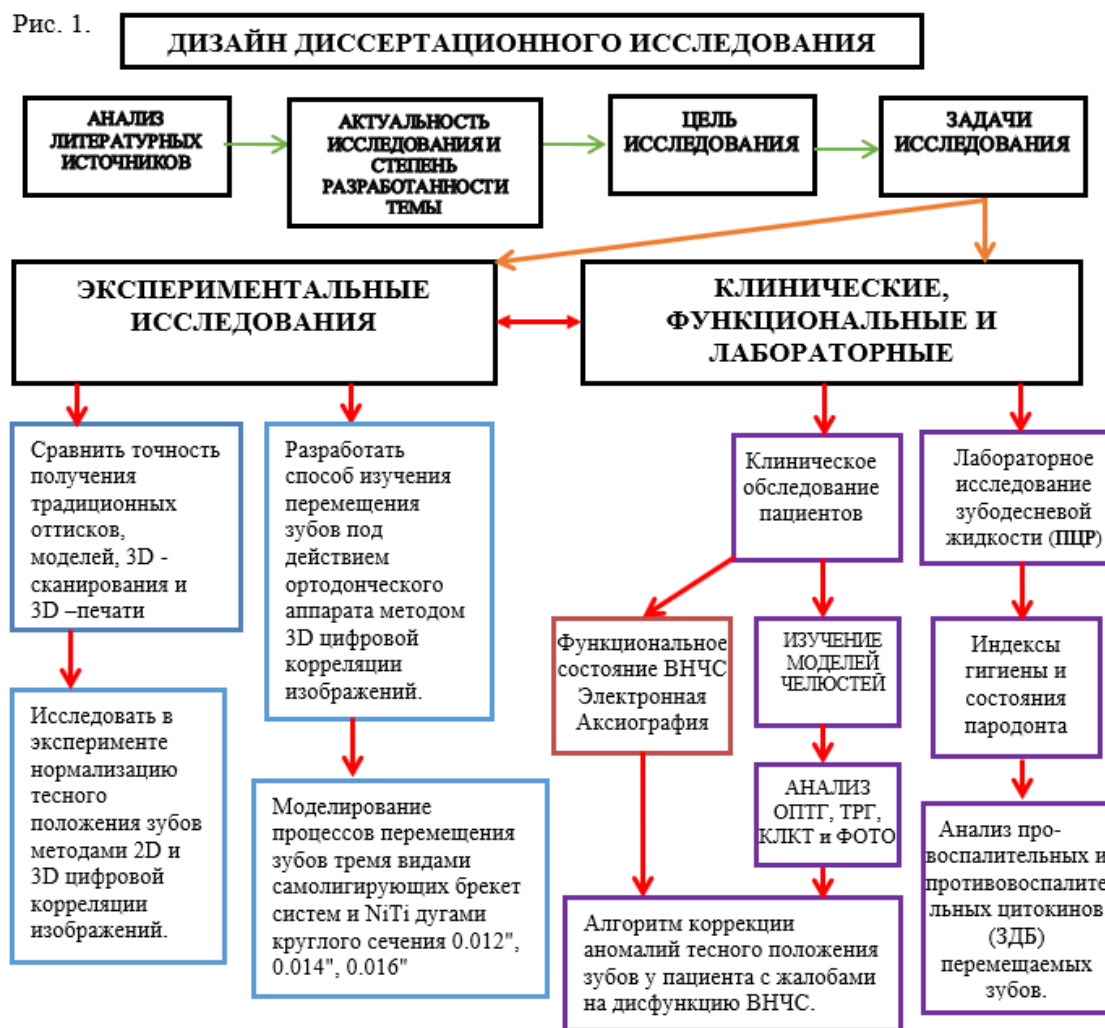 Рис. 1.
ДИЗАЙН ДИССЕРТАЦИОННОГО ИССЛЕДОВАНИЯ
АНАЛИЗ
ЛИТЕРАТУРНЫХ
ИСТОЧНИКОВ
АКТУАЛЬНОСТЬ
ИССЛЕДОВАНИЯ И
СТЕПЕНЬ
РАЗРАБОТАННОСТИ
ТЕМЫ
ЦЕЛЬ
ИССЛЕДОВАНИЯ
ЗАДАЧИ
ИССЛЕДОВАНИЯ
ЭКСПЕРИМЕНТАЛЬНЫЕ
ИССЛЕДОВАНИЯ
КЛИНИЧЕСКИЕ,
ФУНКЦИОНАЛЬНЫЕ И
ЛАБОРАТОРНЫЕ
Сравнить точность
получения
традиционных
оттисков,
моделей, 3D -
сканирования и
3D –печати
Разработать
способ изучения
перемещения
зубов под
действием
ортодонческого
аппарата методом
3D цифровой
корреляции
изображений.
Клиническое
обследование
пациентов
Лабораторное
исследование
зубодесневой
жидкости (ПЦР)
Исследовать в
эксперименте
нормализацию
тесного
положения зубов
методами 2D и
3D цифровой
корреляции
изображений.
Моделирование
процессов перемещения
зубов тремя видами
самолигирующих брекет
систем и NiTi дугами
круглого сечения 0.012",
0.014", 0.016"
Функциональное
состояние ВНЧС
Электронная
Аксиография
ИЗУЧЕНИЕ
МОДЕЛЕЙ
ЧЕЛЮСТЕЙ
Индексы
гигиены и
состояния
пародонта
АНАЛИЗ
ОПТГ, ТРГ,
КЛКТ и ФОТО
Алгоритм коррекции
аномалий тесного положения
зубов у пациента с жалобами
на дисфункцию ВНЧС.
Анализ про-
воспалительных и
противовоспалите
льных цитокинов
(ЗДБ)
перемещаемых
зубов.